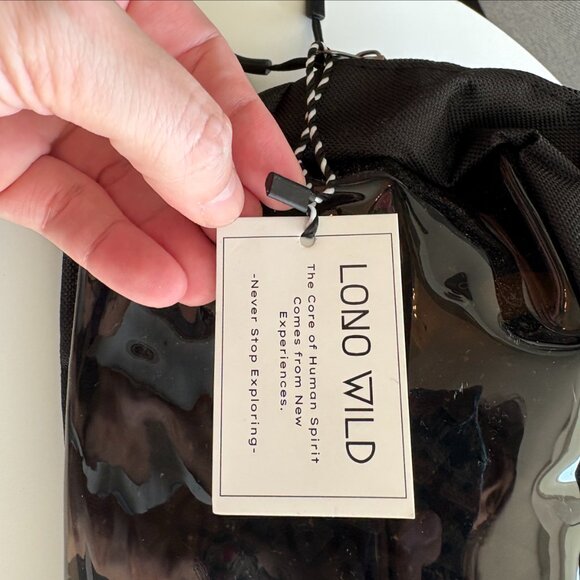 LONO WILD
The Core of Human Spirit
Comes from New
Experiences.
-Never Stop Exploring-